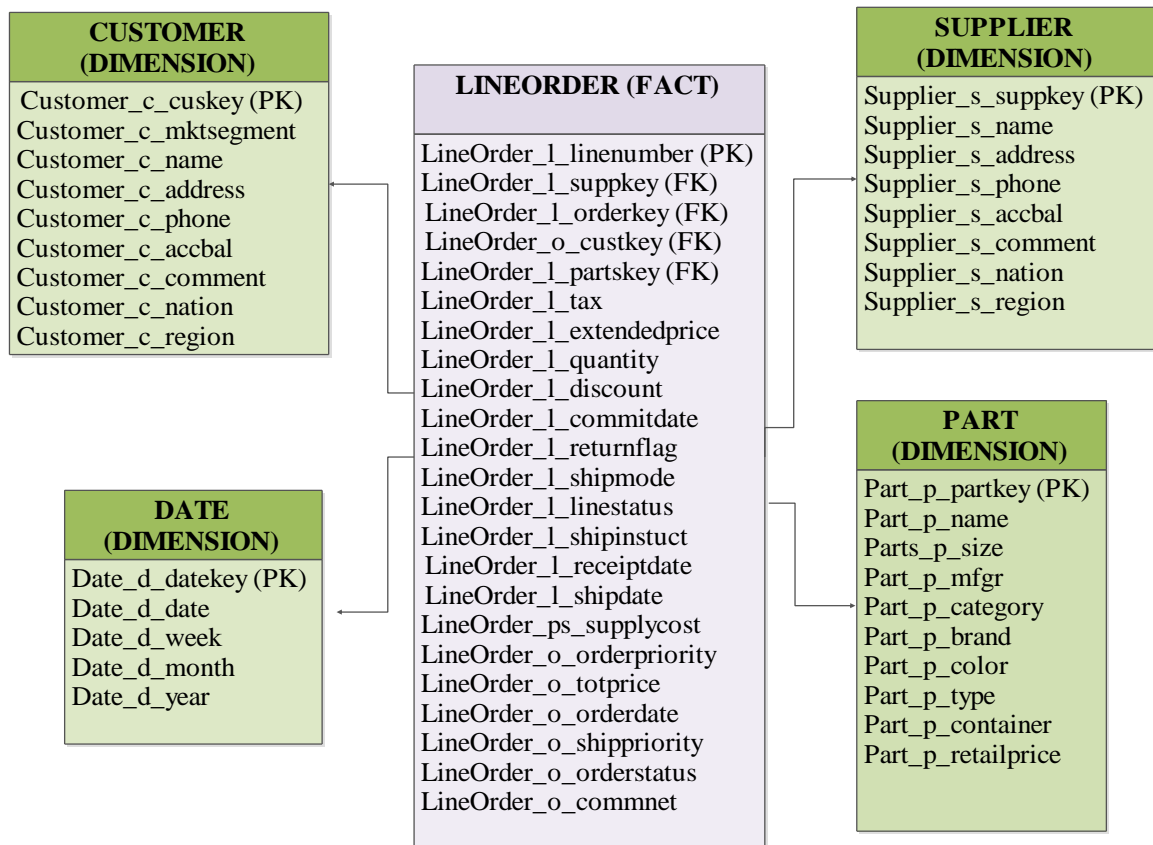 CUSTOMER
(DIMENSION)
Customer_c_cuskey (PK)
Customer_c_mktsegment
Customer_c_name
Customer_c_address
Customer_c_phone
Customer_c_accbal
Customer_c_comment
Customer_c_nation
Customer_c_region
DATE
(DIMENSION)
Date_d_datekey (PK)
Date_d_date
Date_d_week
Date_d_month
Date_d_year
LINEORDER (FACT)
LineOrder_l_linenumber (PK)
LineOrder_l_suppkey (FK)
LineOrder_l_orderkey (FK)
LineOrder_o_custkey (FK)
LineOrder_l_partskey (FK)
LineOrder_l_tax
LineOrder_l_extendedprice
LineOrder_l_quantity
LineOrder_l_discount
LineOrder_l_commitdate
LineOrder_l_returnflag
LineOrder_l_shipmode
LineOrder_l_linestatus
LineOrder_l_shipinstuct
LineOrder_l_receiptdate
LineOrder_l_shipdate
LineOrder_ps_supplycost
LineOrder_o_orderpriority
LineOrder_o_totprice
LineOrder_o_orderdate
LineOrder_o_shippriority
LineOrder_o_orderstatus
LineOrder_o_commnet
SUPPLIER
(DIMENSION)
Supplier_s_suppkey (PK)
Supplier_s_name
Supplier_s_address
Supplier_s_phone
Supplier_s_accbal
Supplier_s_comment
Supplier_s_nation
Supplier_s_region
PART
(DIMENSION)
Part_p_partkey (PK)
Part_p_name
Parts_p_size
Part_p_mfgr
Part_p_category
Part_p_brand
Part_p_color
Part_p_type
Part_p_container
Part_p_retailprice